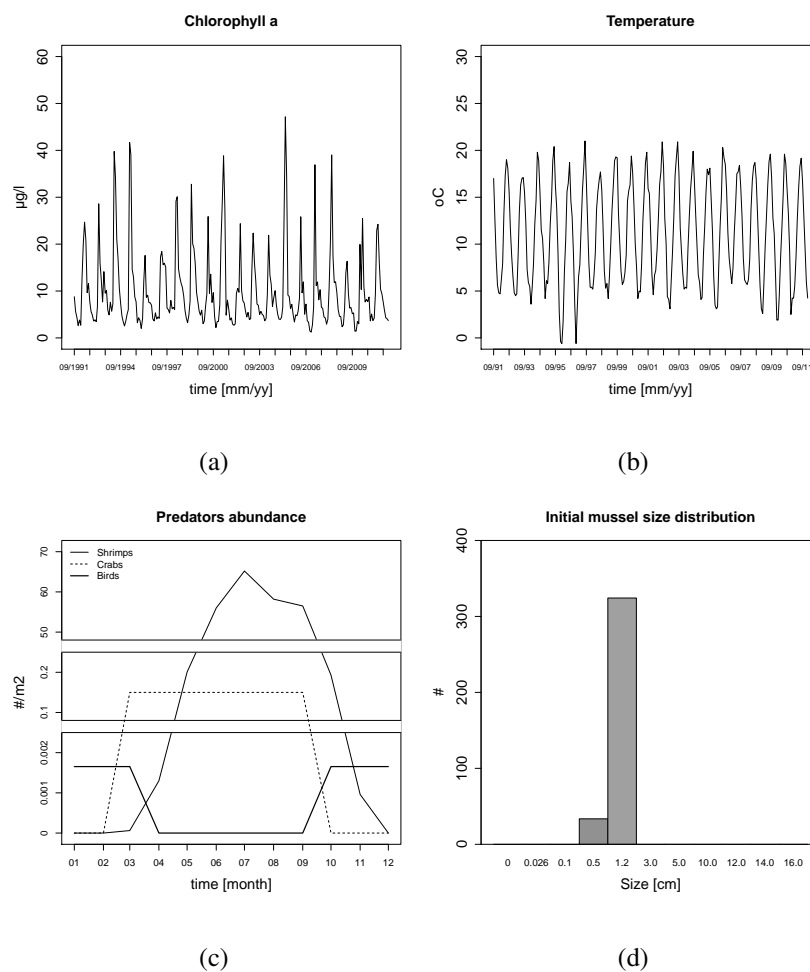 Chlorophyll a
60
50
40
30
20
10
0
µg/l
09/1991 09/1994 09/1997 09/2000 09/2003 09/2006 09/2009
time [mm/yy]
(a)
Temperature
30
25
20
15
10
5
0
oC
09/91 09/93 09/95 09/97 09/99 09/01 09/03 09/05 09/07 09/09 09/11
time [mm/yy]
(b)
Predators abundance
Shrimps
Crabs
Birds
70
60
50
0.2
0.1
0.002
0.001
0
#/m2
01 02 03 04 05 06 07 08 09 10 11 12
time [month]
(c)
Initial mussel size distribution
400
300
200
100
0
#
0 0.026 0.1 0.5 1.2 3.0 5.0 10.0 12.0 14.0 16.0
Size [cm]
(d)